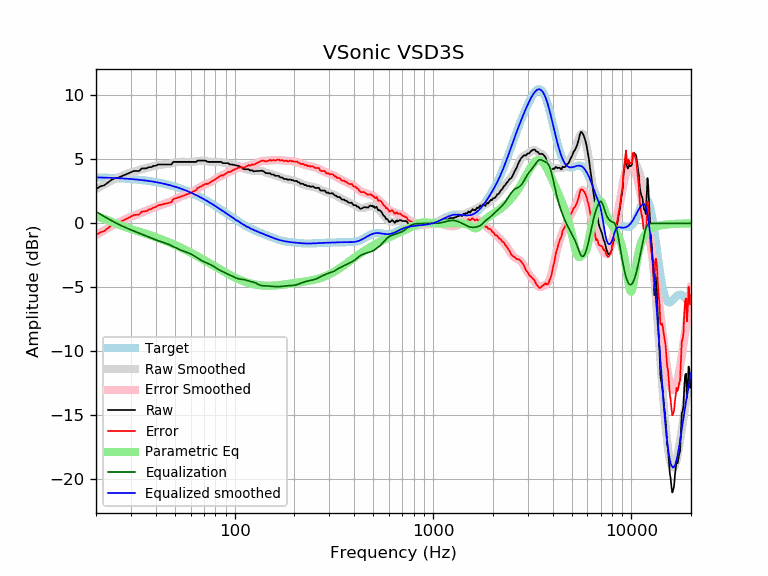 VSonic VSD3S
Amplitude (dBr)
10
5
0
−5
−10
−15
−20
Target
Raw Smoothed
Error Smoothed
Raw
Error
Parametric Eq
Equalization
Equalized smoothed
100 1000 10000
Frequency (Hz)